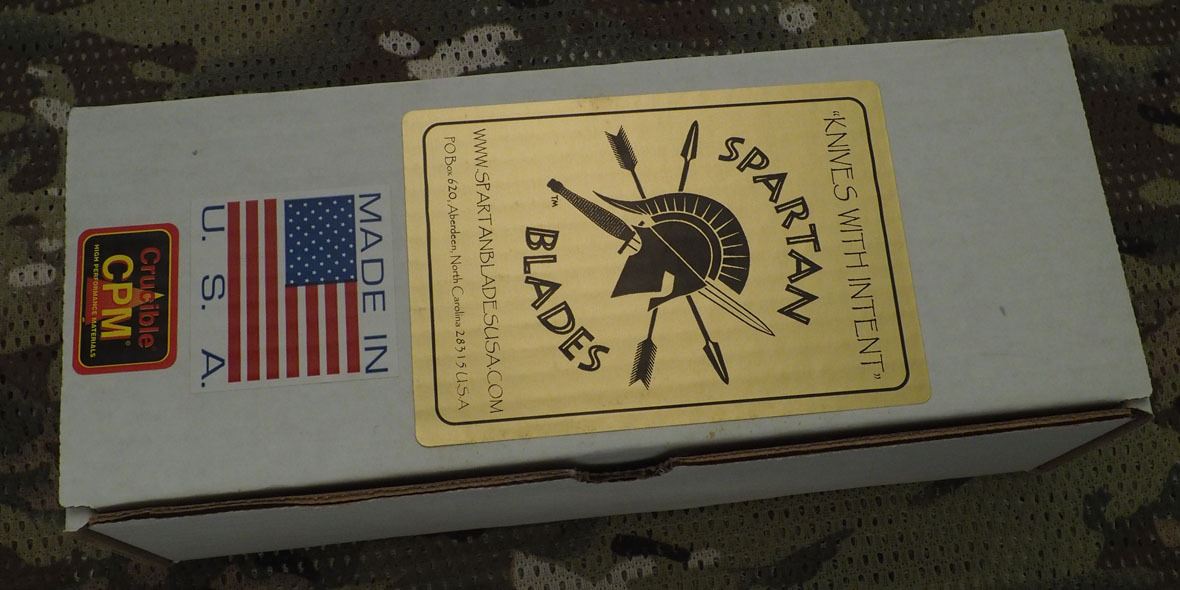 “KNIVES WITH INTENT”
SPARTAN
BLADES
TM
WWW.SPARTANBLADESUSA.COM
PO Box 620, Aberdeen, North Carolina 28315 USA
MADE IN
U. S. A.
Crucible
CPM®
HIGH PERFORMANCE MATERIALS